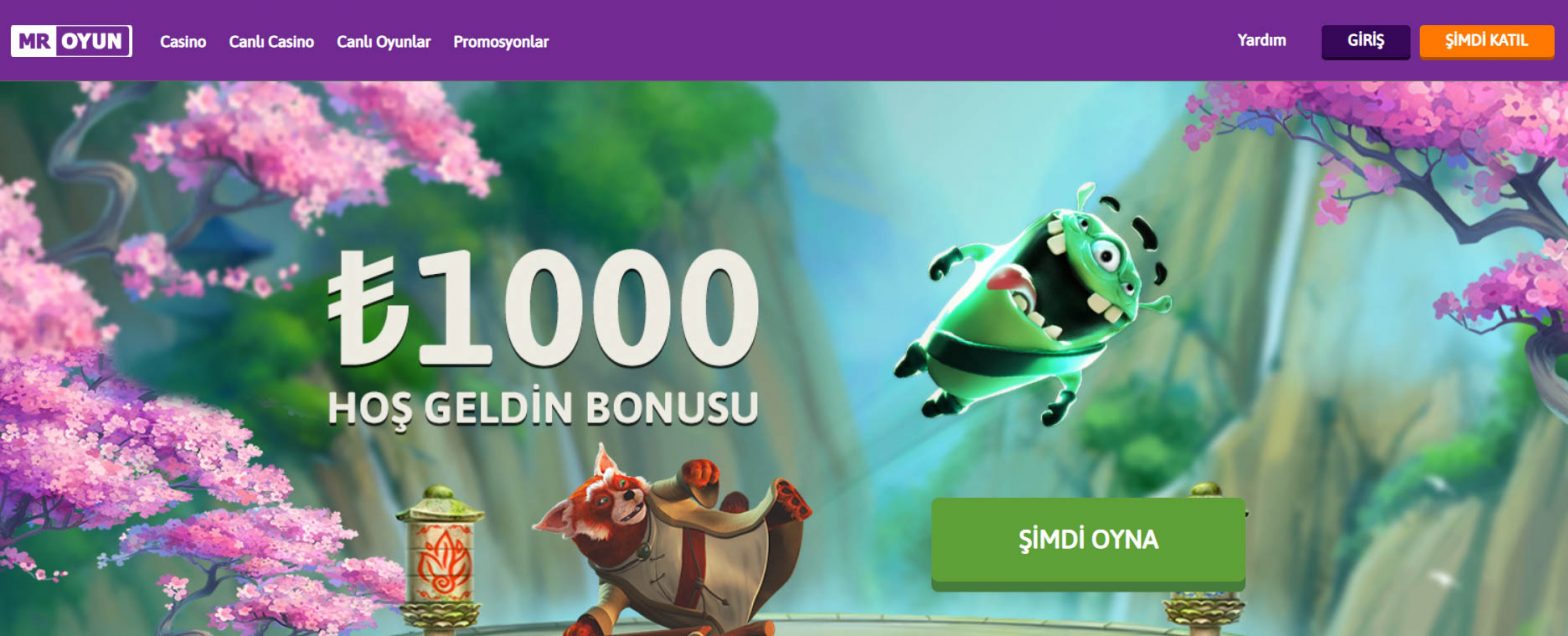 MR OYUN
Casino Canlı Casino Canlı Oyunlar Promosyonlar
Yardım GİRİŞ ŞİMDİ KATIL
₺1000
HOŞ GELDİN BONUSU
ŞİMDİ OYNA